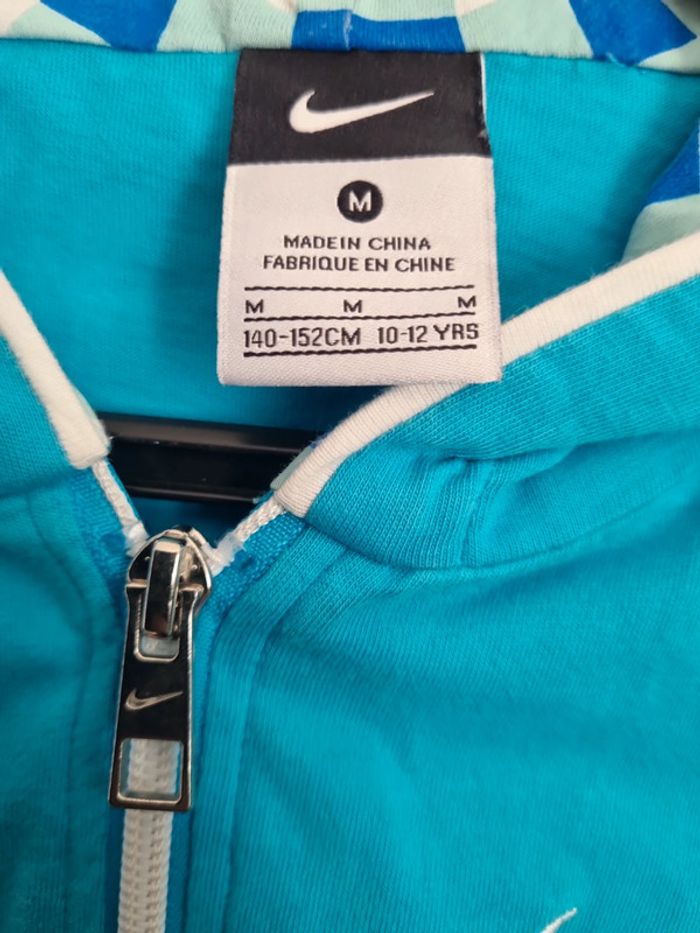 M
MADE IN CHINA
FABRIQUE EN CHINE
M M M
140-152CM 10-12 YRS